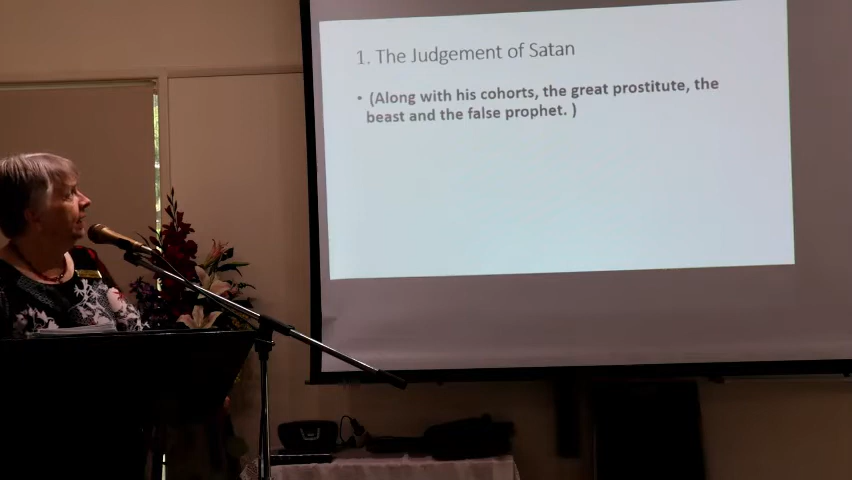 1. The Judgement of Satan
• (Along with his cohorts, the great prostitute, the
beast and the false prophet. )